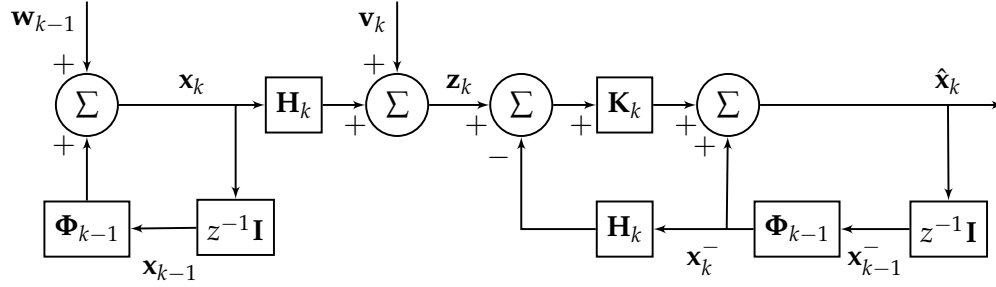 w_{k−1}
v_k
+
+
x_k
z_k
x̂_k
Σ
H_k
Σ
Σ
K_k
Σ
+
+
+
+
+
+
−
+
Φ_{k−1}
z^{−1}I
H_k
Φ_{k−1}
z^{−1}I
x_{k−1}
x_k^−
x_{k−1}^−